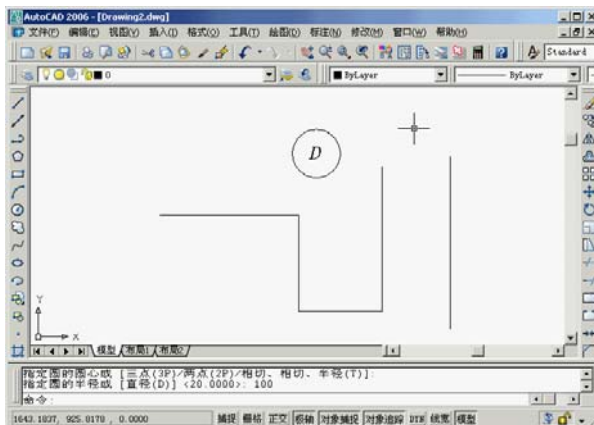 AutoCAD 2006 - [Drawing2.dwg]
文件(F) 编辑(E) 视图(V) 插入(I) 格式(O) 工具(T) 绘图(D) 标注(N) 修改(M) 窗口(W) 帮助(H)
Standard
0 ByLayer ByLayer
D
Y
X
模型 布局1 布局2
指定圆的圆心或 [三点(3P)/两点(2P)/相切、相切、半径(T)]:
指定圆的半径或 [直径(D)] <20.0000>: 100
命令:
1643.1837, 925.8178 , 0.0000 捕捉 栅格 正交 极轴 对象捕捉 对象追踪 DYN 线宽 模型